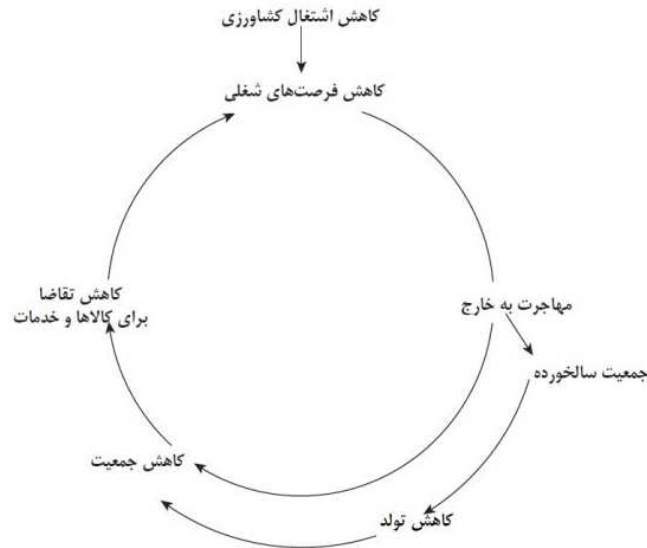 کاهش اشتغال کشاورزی
کاهش فرصت‌های شغلی
مهاجرت به خارج
جمعیت سالخورده
کاهش تولد
کاهش جمعیت
کاهش تقاضا
برای کالاها و خدمات